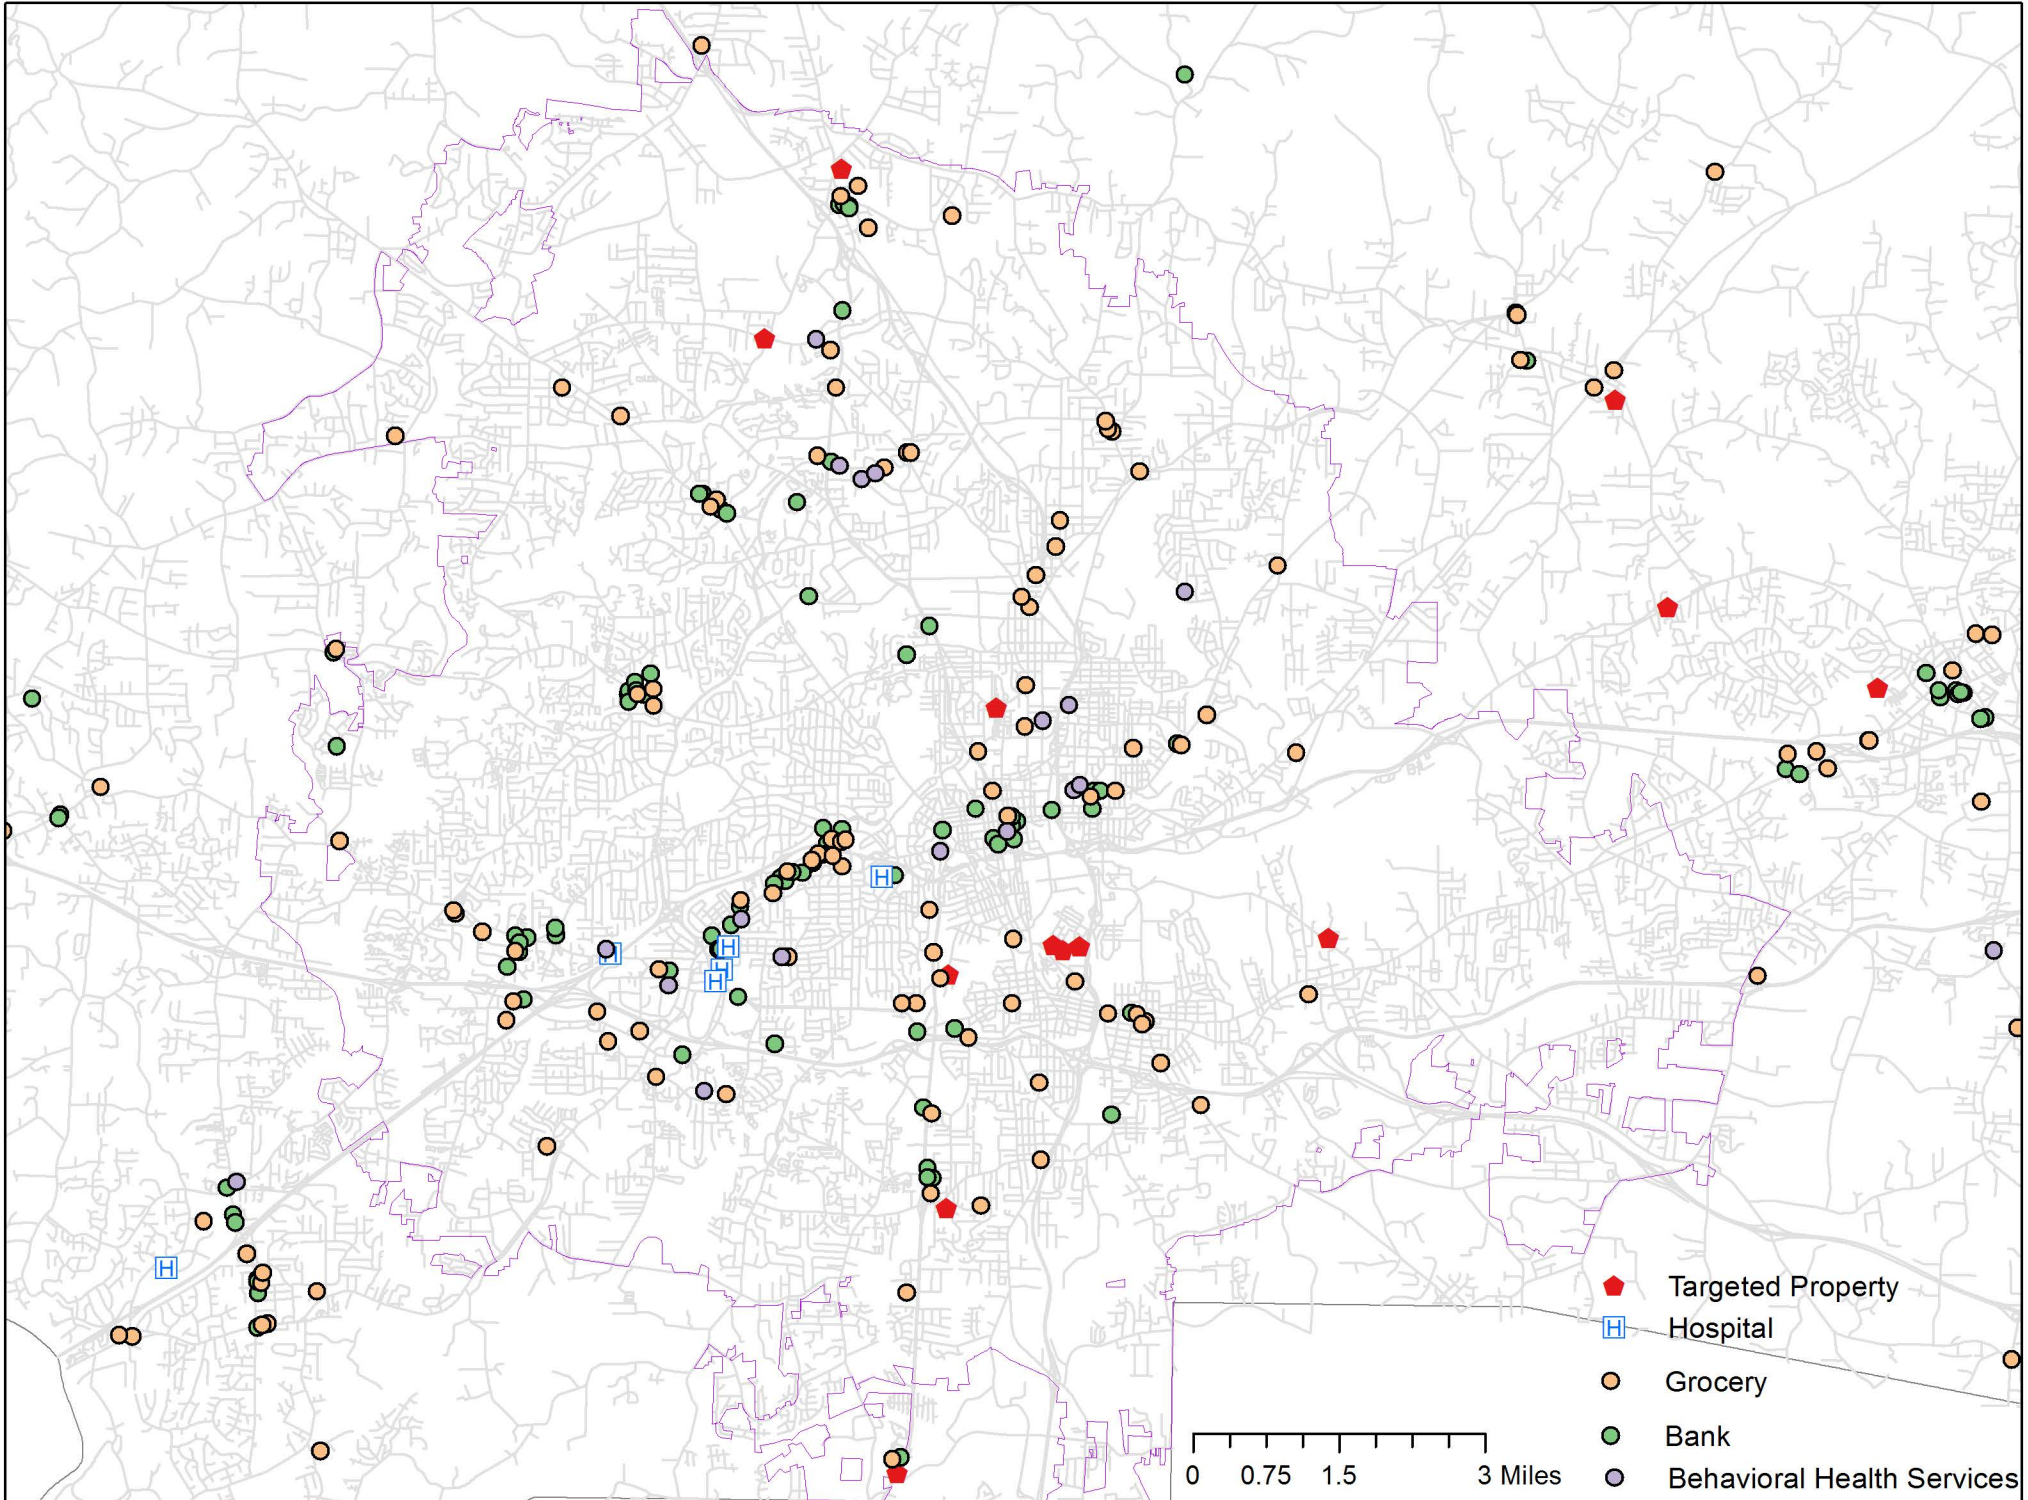 H
H
H
H
H
H
Targeted Property
H Hospital
Grocery
Bank
Behavioral Health Services
0 0.75 1.5 3 Miles